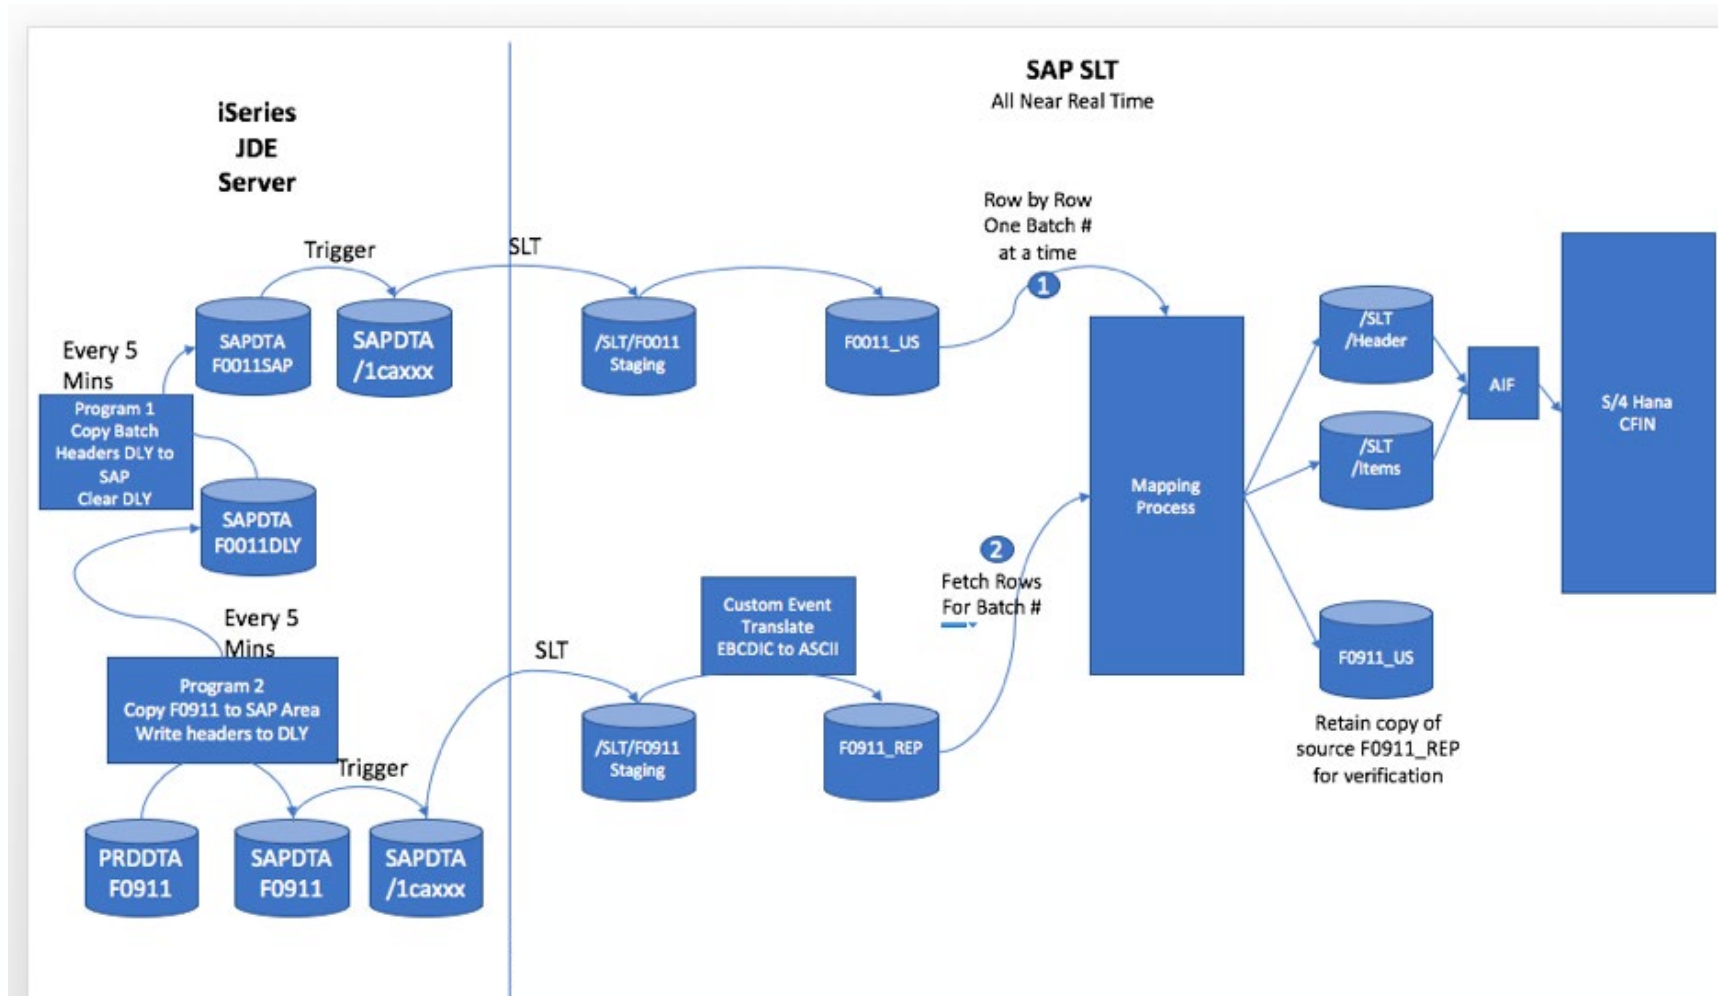 SAP SLT
All Near Real Time
iSeries
JDE
Server
Row by Row
One Batch #
at a time
1
Trigger
SLT
SAPDTA
F0011SAP
SAPDTA
/1caxxx
/SLT/F0011
Staging
F0011_US
Every 5
Mins
Program 1
Copy Batch
Headers DLY to
SAP
Clear DLY
SAPDTA
F0011DLY
Every 5
Mins
Program 2
Copy F0911 to SAP Area
Write headers to DLY
Trigger
PRDDTA
F0911
SAPDTA
F0911
SAPDTA
/1caxxx
SLT
Custom Event
Translate
EBCDIC to ASCII
/SLT/F0911
Staging
F0911_REP
2
Fetch Rows
For Batch #
Mapping
Process
/SLT
/Header
/SLT
/Items
AIF
S/4 Hana
CFIN
F0911_US
Retain copy of
source F0911_REP
for verification